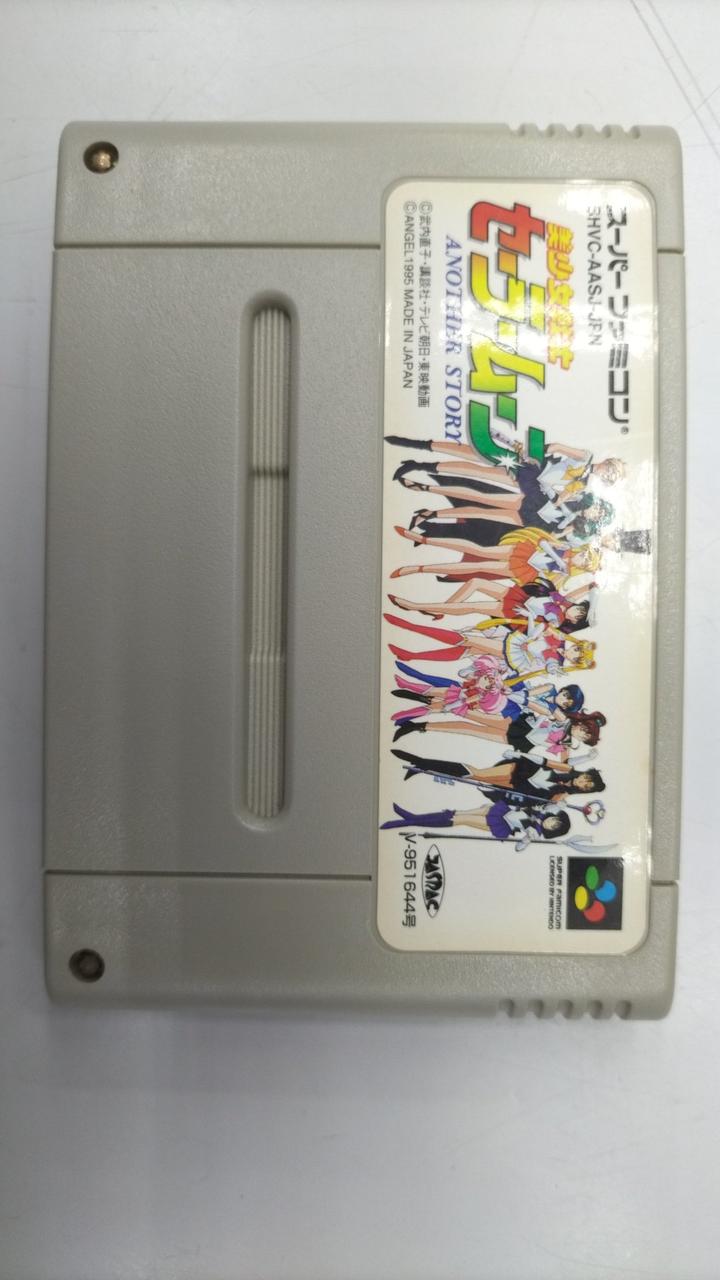 スーパーファミコン®
SHVC-AASJ-JPN
美少女戦士
セーラームーン
ANOTHER STORY
©武内直子・講談社・テレビ朝日・東映動画
©ANGEL 1995 MADE IN JAPAN
SUPER FAMICOM
LICENSED BY NINTENDO
JASRAC
V-951644号